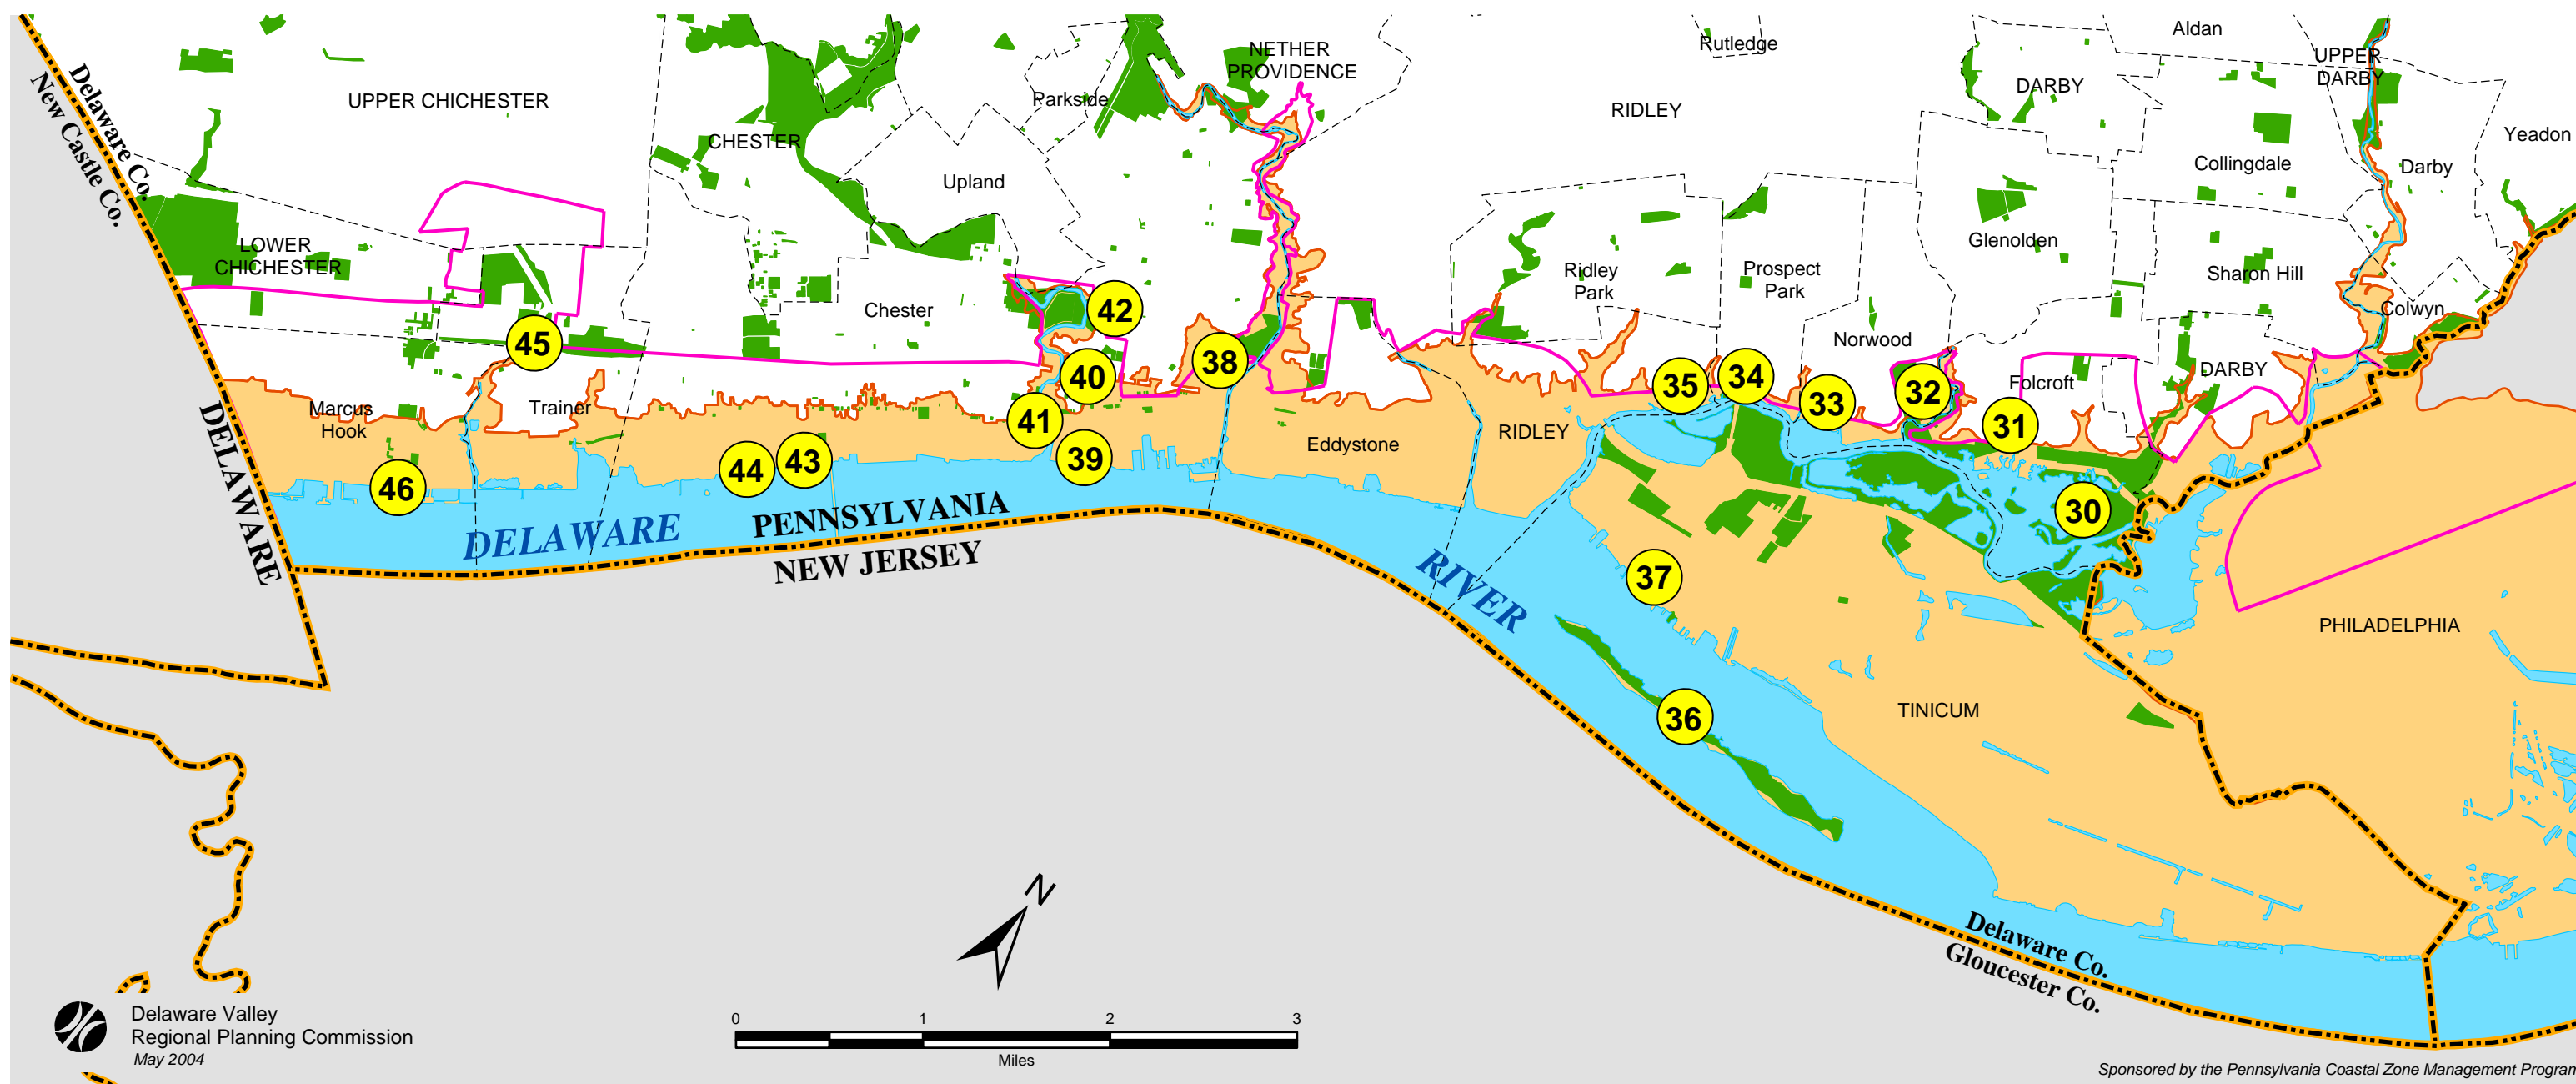 Aldan
Rutledge
NETHER
PROVIDENCE
UPPER
DARBY
Delaware Co.
New Castle Co.
UPPER CHICHESTER
Parkside
RIDLEY
DARBY
CHESTER
Yeadon
Collingdale
Darby
Upland
LOWER
CHICHESTER
Glenolden
Ridley
Park
Prospect
Park
Sharon Hill
Chester
42
Colwyn
45
Norwood
38
40
35
34
32
33
DARBY
Folcroft
Marcus
Hook
Trainer
41
31
RIDLEY
Eddystone
39
43
44
46
DELAWARE
30
PENNSYLVANIA
DELAWARE
NEW JERSEY
RIVER
37
PHILADELPHIA
36
TINICUM
N
Delaware Co.
Gloucester Co.
Delaware Valley
Regional Planning Commission
May 2004
0 1 2 3
Miles
Sponsored by the Pennsylvania Coastal Zone Management Program